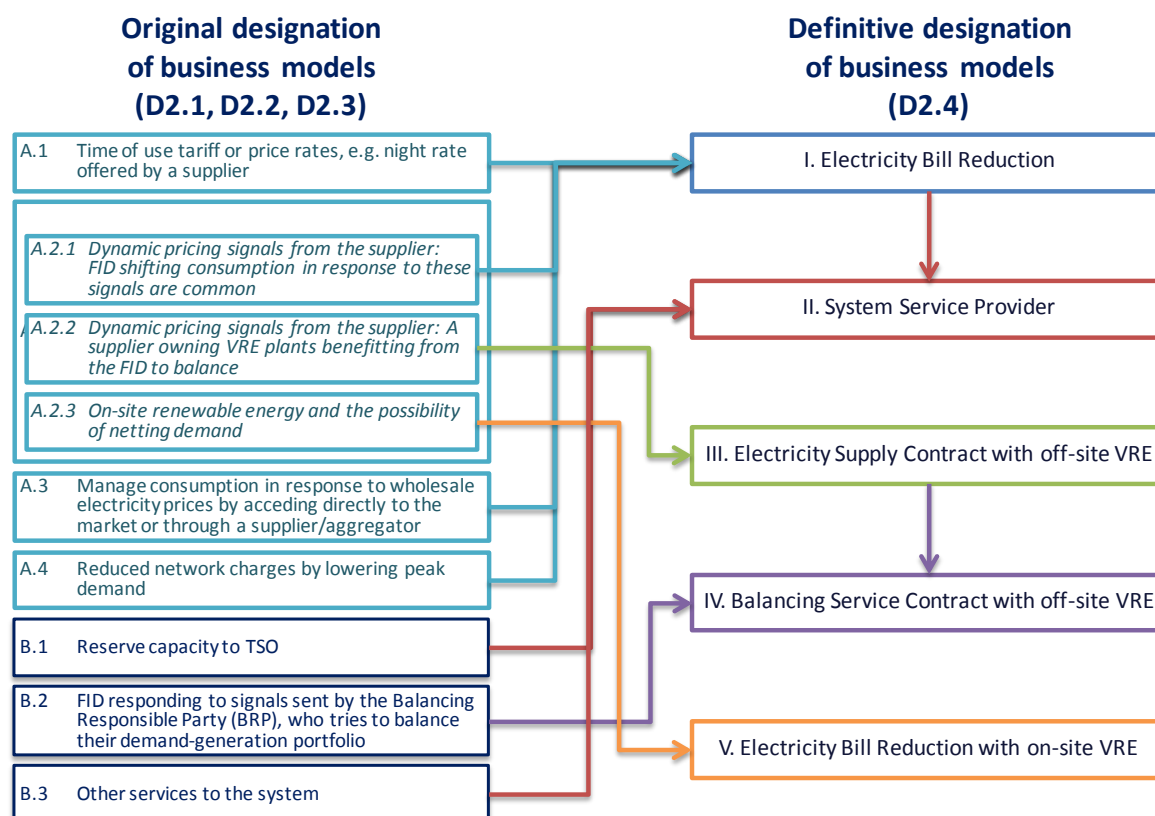 Original designation
of business models
(D2.1, D2.2, D2.3)
Definitive designation
of business models
(D2.4)
A.1 Time of use tariff or price rates, e.g. night rate
offered by a supplier
A.2.1 Dynamic pricing signals from the supplier:
FID shifting consumption in response to these
signals are common
A.2.2 Dynamic pricing signals from the supplier: A
supplier owning VRE plants benefitting from
the FID to balance
A.2.3 On-site renewable energy and the possibility
of netting demand
A.3 Manage consumption in response to wholesale
electricity prices by acceding directly to the
market or through a supplier/aggregator
A.4 Reduced network charges by lowering peak
demand
B.1 Reserve capacity to TSO
B.2 FID responding to signals sent by the Balancing
Responsible Party (BRP), who tries to balance
their demand-generation portfolio
B.3 Other services to the system
I. Electricity Bill Reduction
II. System Service Provider
III. Electricity Supply Contract with off-site VRE
IV. Balancing Service Contract with off-site VRE
V. Electricity Bill Reduction with on-site VRE